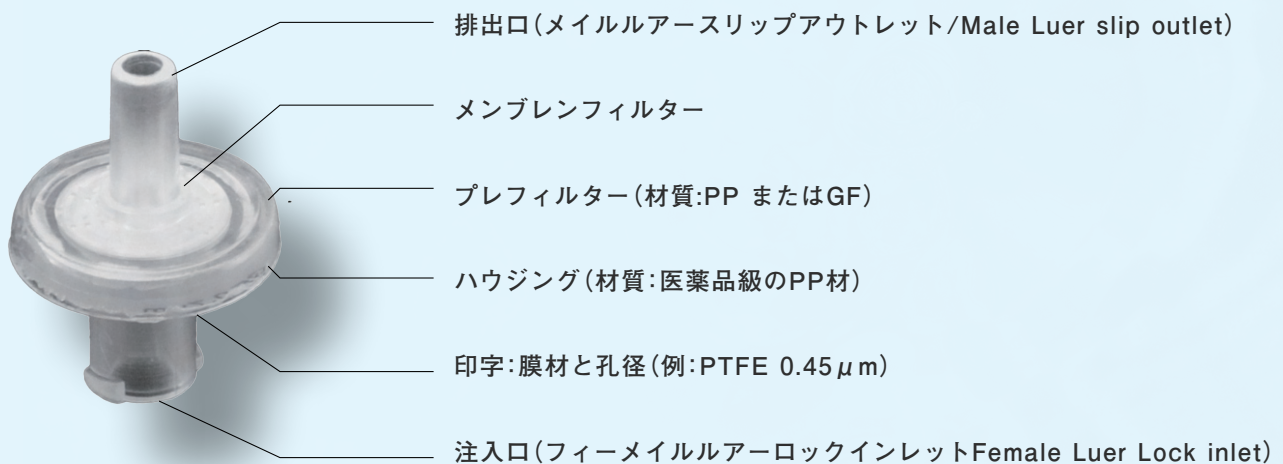 排出口(メイルルアースリップアウトレット/Male Luer slip outlet)
メンブレンフィルター
プレフィルター(材質:PP またはGF)
ハウジング(材質:医薬品級のPP材)
印字:膜材と孔径(例:PTFE 0.45μm)
注入口(フィーメイルルアーロックインレットFemale Luer Lock inlet)